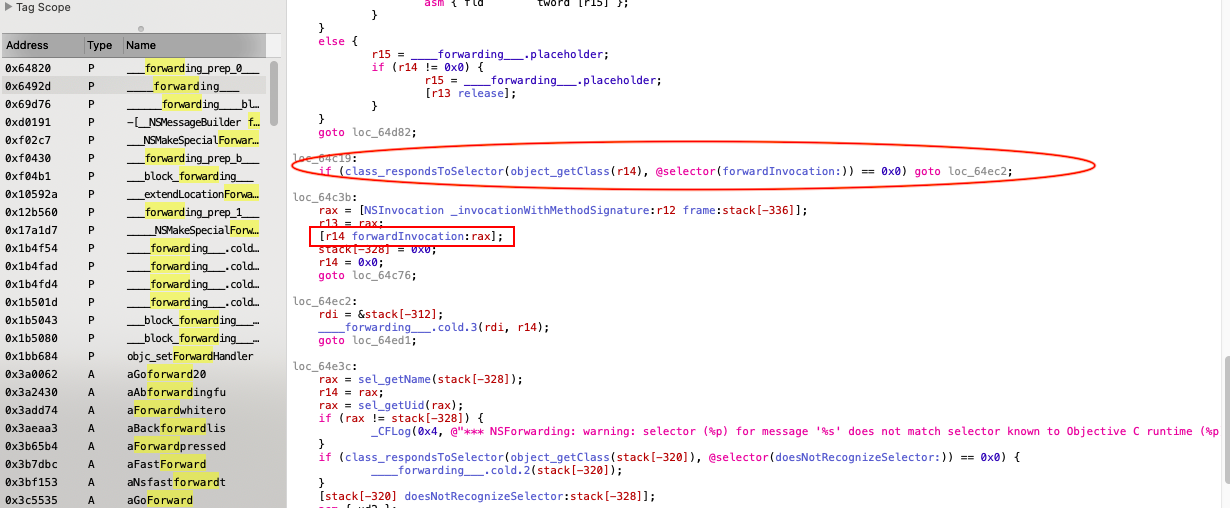 Tag Scope
Address Type Name
0x64820 P ___forwarding_prep_0___
0x6492d P ____forwarding___
0x69d76 P ______forwarding____bl…
0xd0191 P -[__NSMessageBuilder f…
0xf02c7 P ___NSMakeSpecialForwar…
0xf0430 P ___forwarding_prep_b___
0xf04b1 P ___block_forwarding___
0x10592a P ___extendLocationForwa…
0x12b560 P ___forwarding_prep_1___
0x17a1d7 P _____NSMakeSpecialForw…
0x1b4f54 P ____forwarding___.cold…
0x1b4fad P ____forwarding___.cold…
0x1b4fd4 P ____forwarding___.cold…
0x1b501d P ____forwarding___.cold…
0x1b5043 P ___block_forwarding___…
0x1b5080 P ___block_forwarding___…
0x1bb684 P objc_setForwardHandler
0x3a0062 A aGoforward20
0x3a2430 A aAbforwardingfu
0x3add74 A aForwardwhitero
0x3aeaa3 A aBackforwardlis
0x3b65b4 A aForwardpressed
0x3b7dbc A aFastForward
0x3bf153 A aNsfastforwardt
0x3c5535 A aGoForward
asm { fld tword [r15] };
}
}
else {
r15 = ____forwarding___.placeholder;
if (r14 != 0x0) {
r15 = ____forwarding___.placeholder;
[r13 release];
}
}
goto loc_64d82;
loc_64c19:
if (class_respondsToSelector(object_getClass(r14), @selector(forwardInvocation:)) == 0x0) goto loc_64ec2;
loc_64c3b:
rax = [NSInvocation _invocationWithMethodSignature:r12 frame:stack[-336]];
r13 = rax;
[r14 forwardInvocation:rax];
stack[-328] = 0x0;
r14 = 0x0;
goto loc_64c76;
loc_64ec2:
rdi = &stack[-312];
____forwarding___.cold.3(rdi, r14);
goto loc_64ed1;
loc_64e3c:
rax = sel_getName(stack[-328]);
r14 = rax;
rax = sel_getUid(rax);
if (rax != stack[-328]) {
_CFLog(0x4, @"*** NSForwarding: warning: selector (%p) for message '%s' does not match selector known to Objective C runtime (%p
}
if (class_respondsToSelector(object_getClass(stack[-320]), @selector(doesNotRecognizeSelector:)) == 0x0) {
____forwarding___.cold.2(stack[-320]);
}
[stack[-320] doesNotRecognizeSelector:stack[-328]];
asm { ud2 };